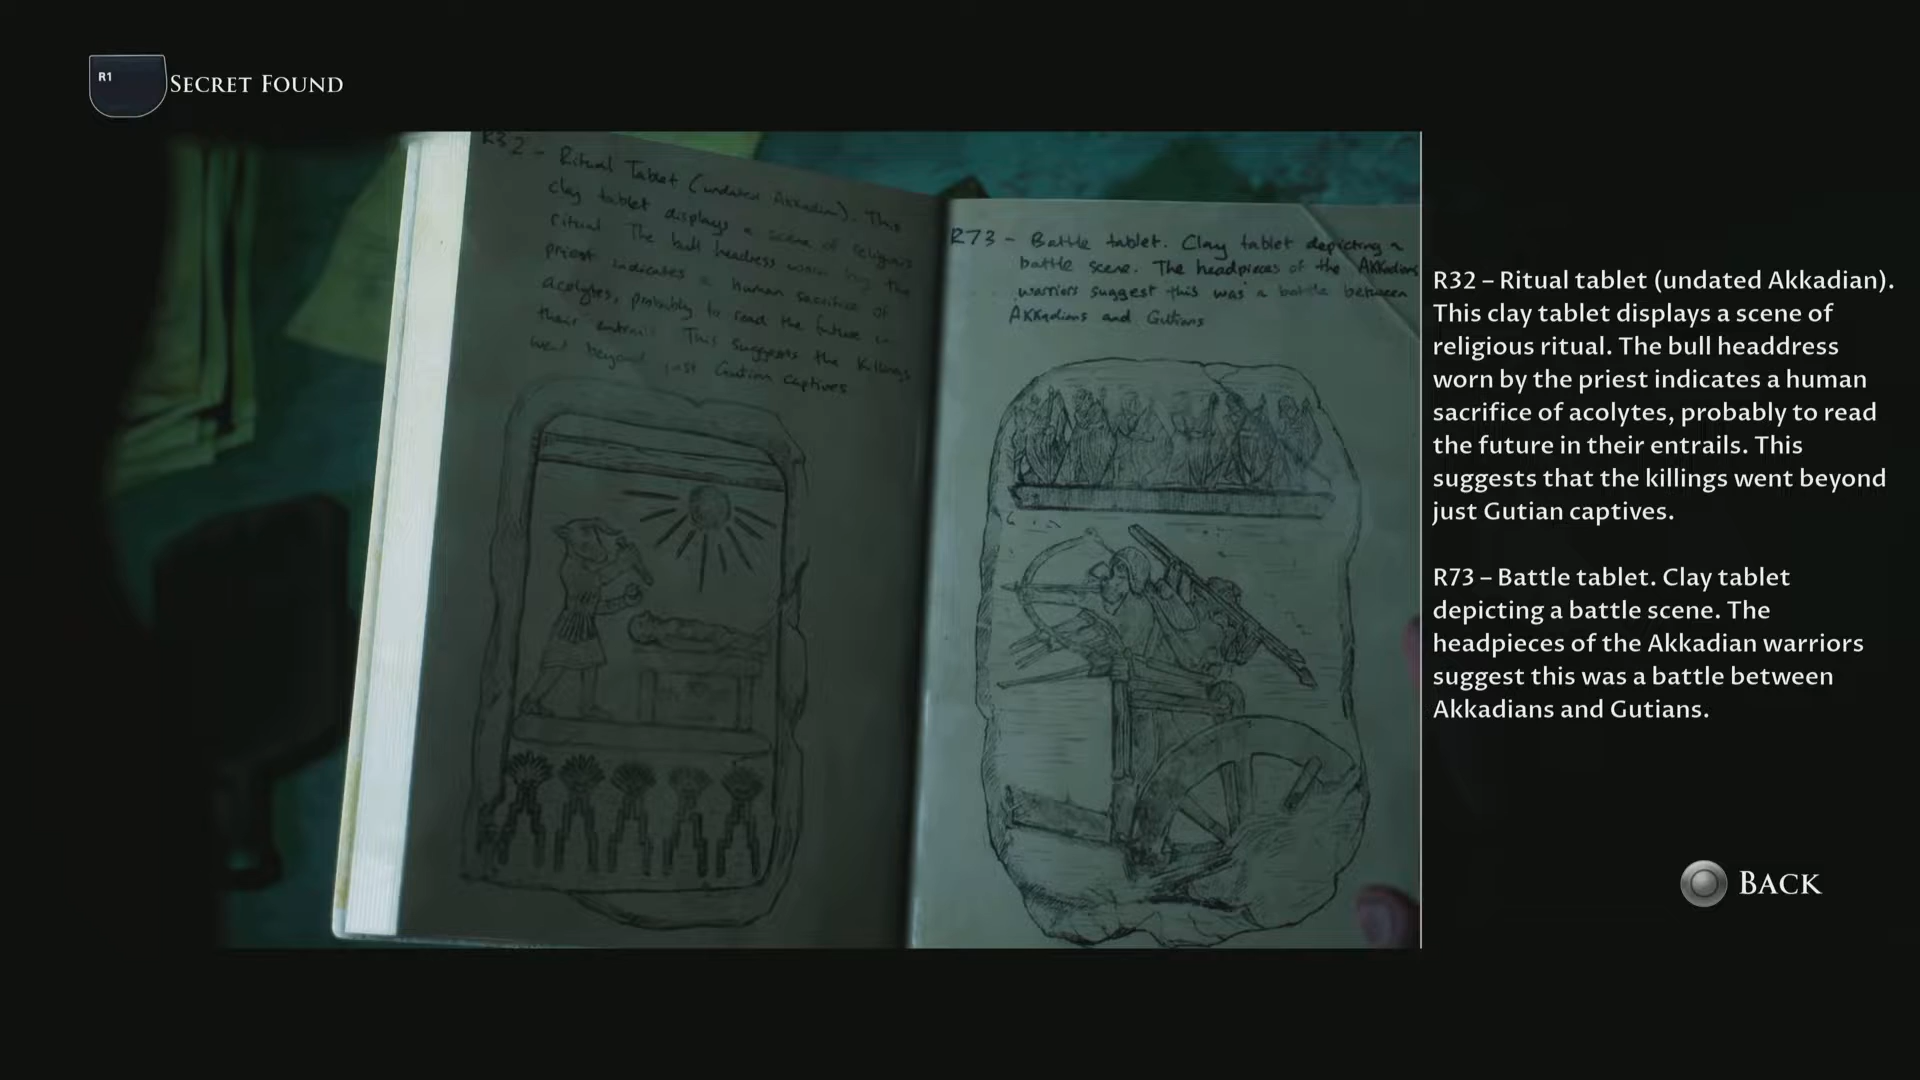 R1
SECRET FOUND
R32 - Ritual Tablet (undated Akkadian). This
clay tablet displays a scene of religious
ritual The bull headress worn by the
priest indicates a human sacrifice of
acolytes, probably to read the future in
their entrails This suggests the killings
went beyond just Gutian captives
R73 - Battle tablet. Clay tablet depicting a
battle scene. The headpieces of the Akkadian
warriors suggest this was a battle between
Akkadians and Gutians
R32 – Ritual tablet (undated Akkadian).
This clay tablet displays a scene of
religious ritual. The bull headdress
worn by the priest indicates a human
sacrifice of acolytes, probably to read
the future in their entrails. This
suggests that the killings went beyond
just Gutian captives.
R73 – Battle tablet. Clay tablet
depicting a battle scene. The
headpieces of the Akkadian warriors
suggest this was a battle between
Akkadians and Gutians.
BACK